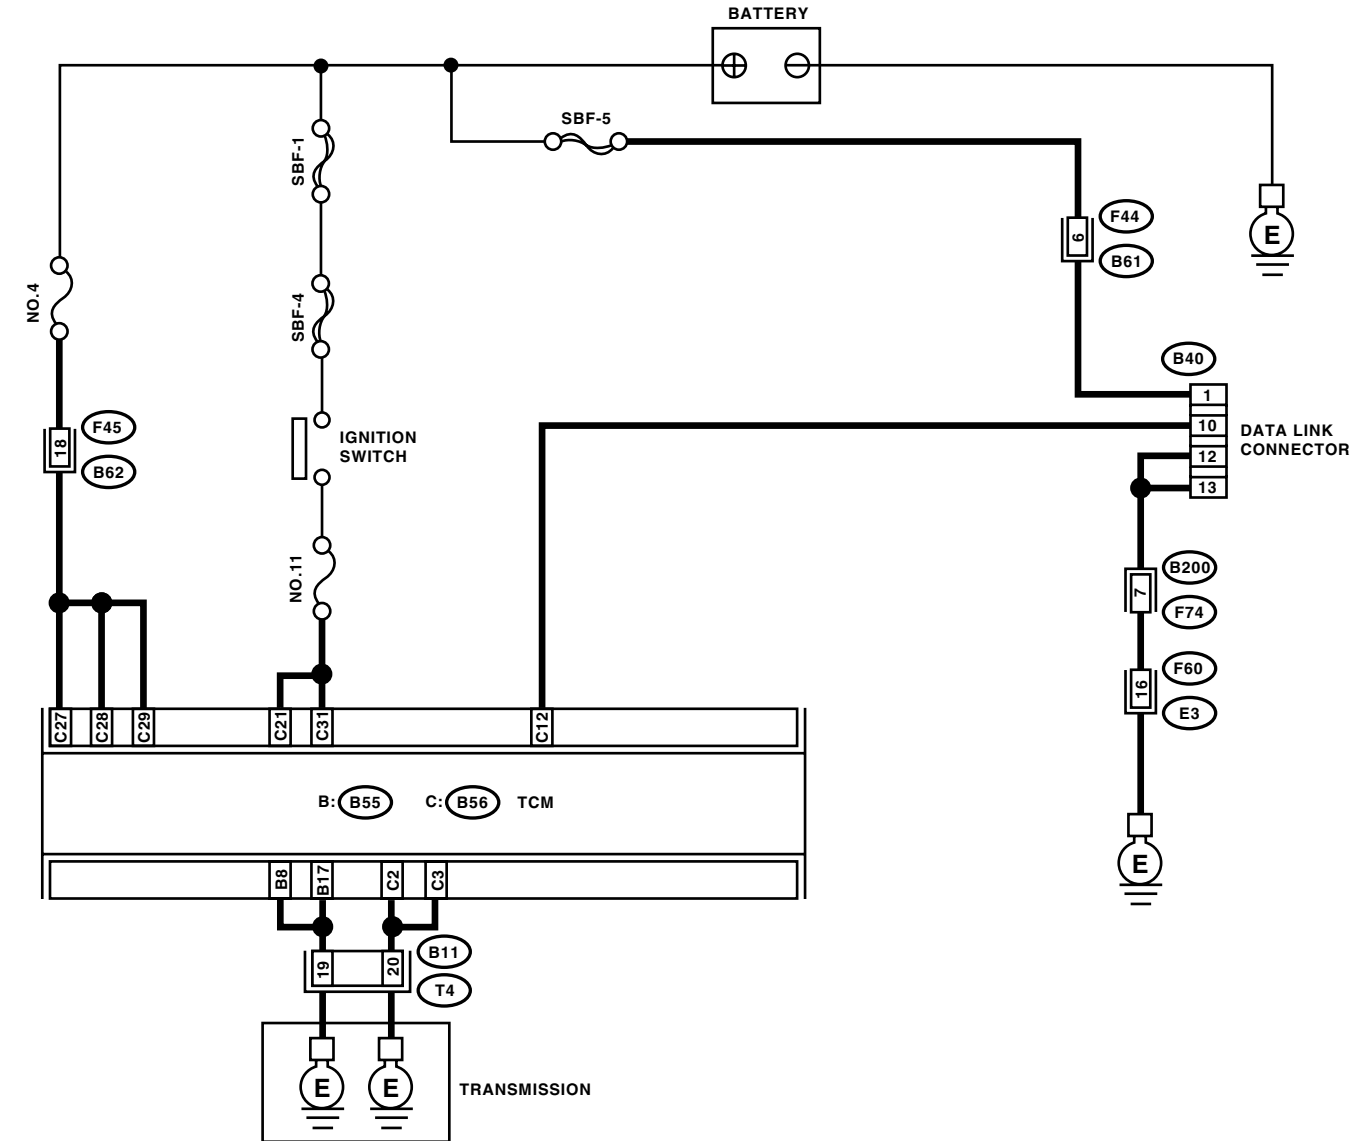 BATTERY
SBF-5
SBF-1
F44
6
E
B61
NO.4
SBF-4
B40
1
F45
18
B62
IGNITION
SWITCH
10
12
13
DATA LINK
CONNECTOR
NO.11
B200
7
F74
F60
16
E3
C27
C28
C29
C21
C31
C12
B:
B55
C:
B56
TCM
E
B8
B17
C2
C3
B11
19
20
T4
E
E
TRANSMISSION